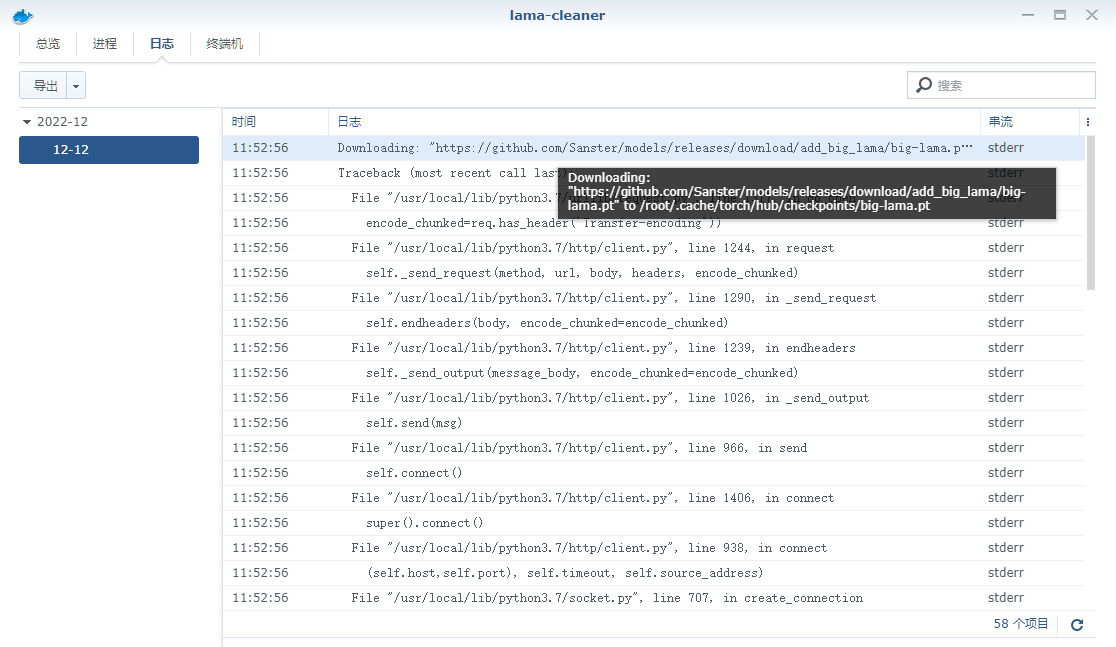 lama-cleaner
总览 进程 日志 终端机
导出 搜索
2022-12
12-12
时间 日志 串流
11:52:56 Downloading: "https://github.com/Sanster/models/releases/download/add_big_lama/big-lama.p⋯ stderr
11:52:56 Traceback (most recent call last
Downloading:
"https://github.com/Sanster/models/releases/download/add_big_lama/big-
lama.pt" to /root/.cache/torch/hub/checkpoints/big-lama.pt
11:52:56 File "/usr/local/lib/python3.7
11:52:56 encode_chunked=req.has_header('Transfer-encoding')) stderr
11:52:56 File "/usr/local/lib/python3.7/http/client.py", line 1244, in request stderr
11:52:56 self._send_request(method, url, body, headers, encode_chunked) stderr
11:52:56 File "/usr/local/lib/python3.7/http/client.py", line 1290, in _send_request stderr
11:52:56 self.endheaders(body, encode_chunked=encode_chunked) stderr
11:52:56 File "/usr/local/lib/python3.7/http/client.py", line 1239, in endheaders stderr
11:52:56 self._send_output(message_body, encode_chunked=encode_chunked) stderr
11:52:56 File "/usr/local/lib/python3.7/http/client.py", line 1026, in _send_output stderr
11:52:56 self.send(msg) stderr
11:52:56 File "/usr/local/lib/python3.7/http/client.py", line 966, in send stderr
11:52:56 self.connect() stderr
11:52:56 File "/usr/local/lib/python3.7/http/client.py", line 1406, in connect stderr
11:52:56 super().connect() stderr
11:52:56 File "/usr/local/lib/python3.7/http/client.py", line 938, in connect stderr
11:52:56 (self.host,self.port), self.timeout, self.source_address) stderr
11:52:56 File "/usr/local/lib/python3.7/socket.py", line 707, in create_connection stderr
58 个项目